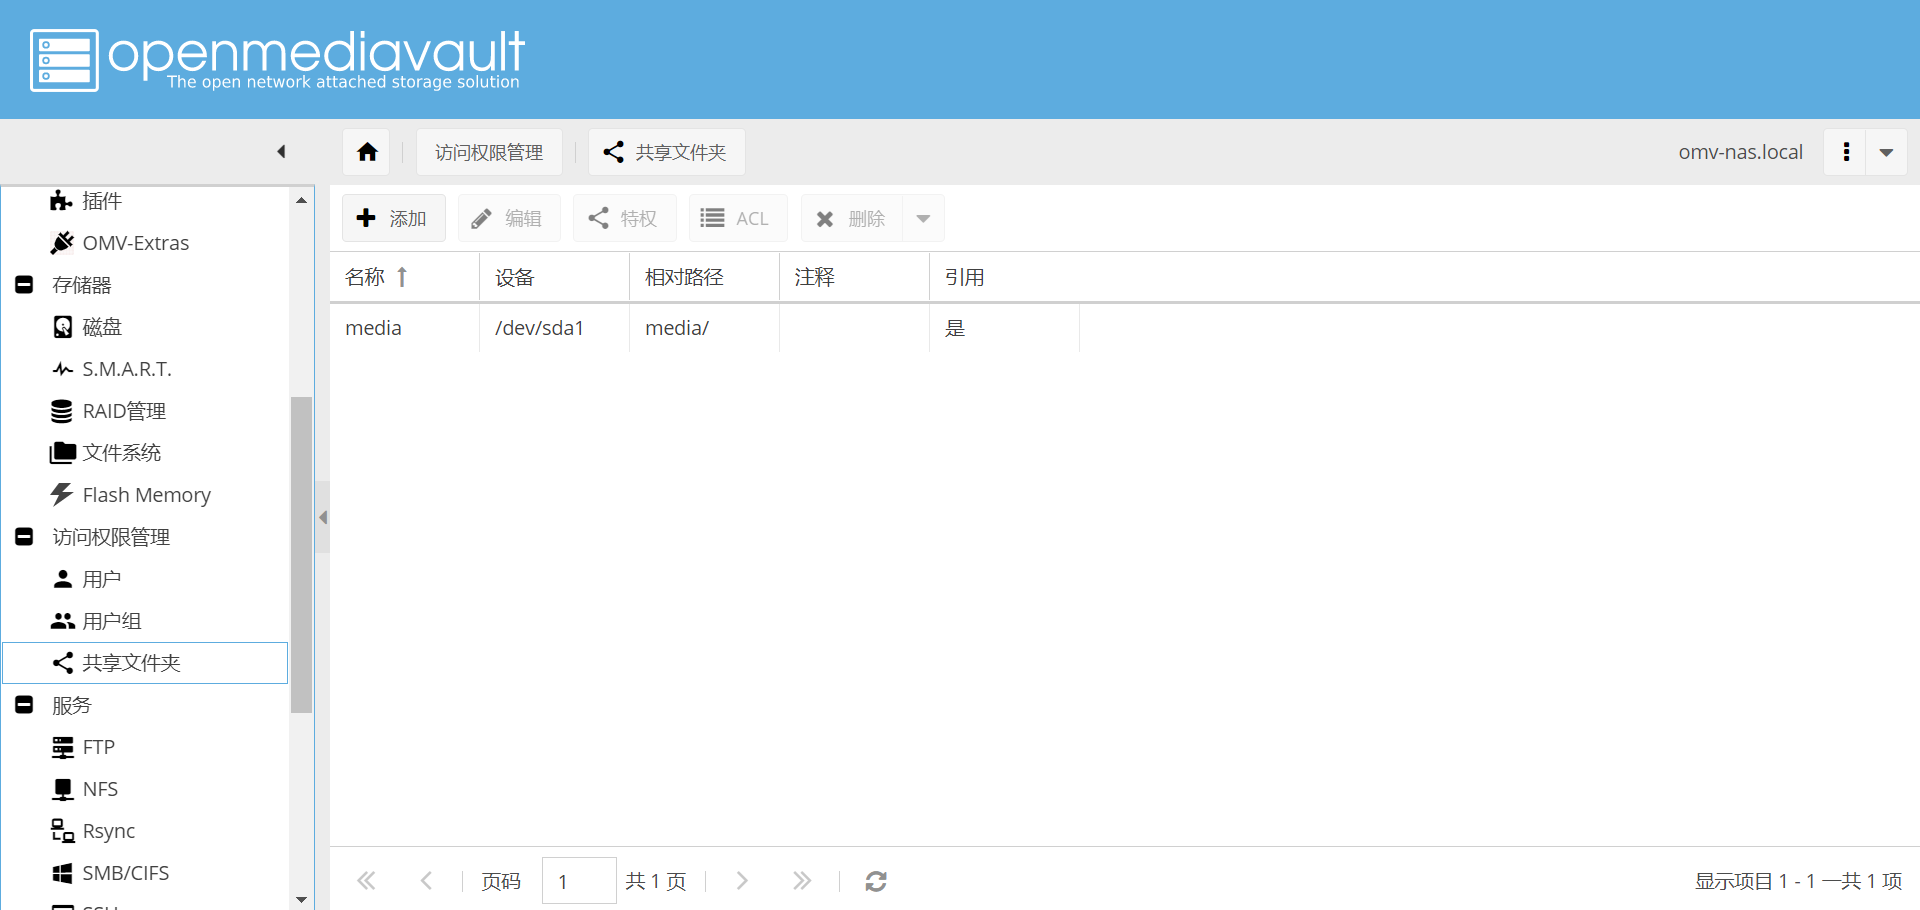 openmediavault
The open network attached storage solution
访问权限管理
共享文件夹
omv-nas.local
插件
OMV-Extras
存储器
磁盘
S.M.A.R.T.
RAID管理
文件系统
Flash Memory
访问权限管理
用户
用户组
共享文件夹
服务
FTP
NFS
Rsync
SMB/CIFS
添加 编辑 特权 ACL 删除
名称 设备 相对路径 注释 引用
media /dev/sda1 media/ 是
页码 1 共 1 页
显示项目 1 - 1 一共 1 项